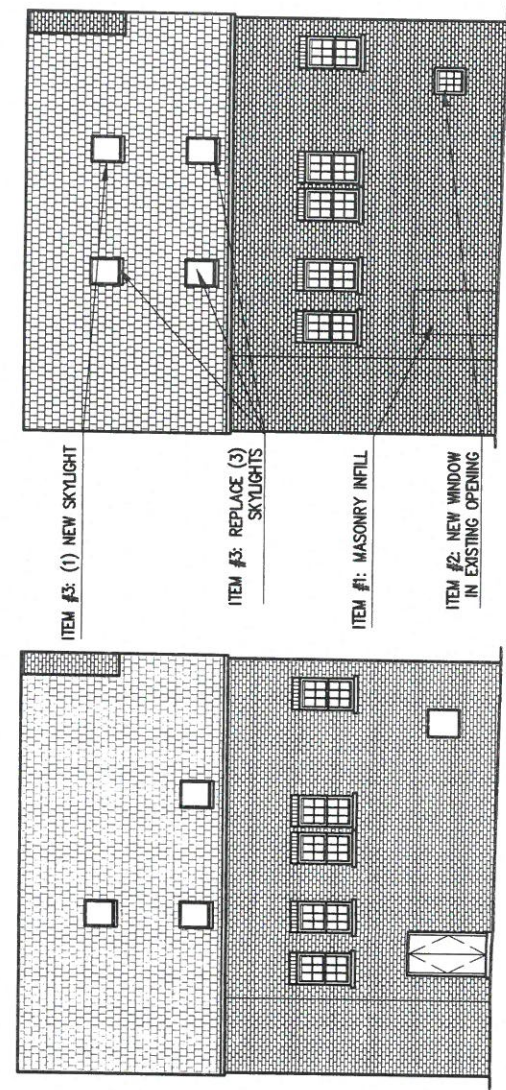 ITEM #3: (1) NEW SKYLIGHT
ITEM #3: REPLACE (3)
SKYLIGHTS
ITEM #1: MASONRY INFILL
ITEM #2: NEW WINDOW
IN EXISTING OPENING